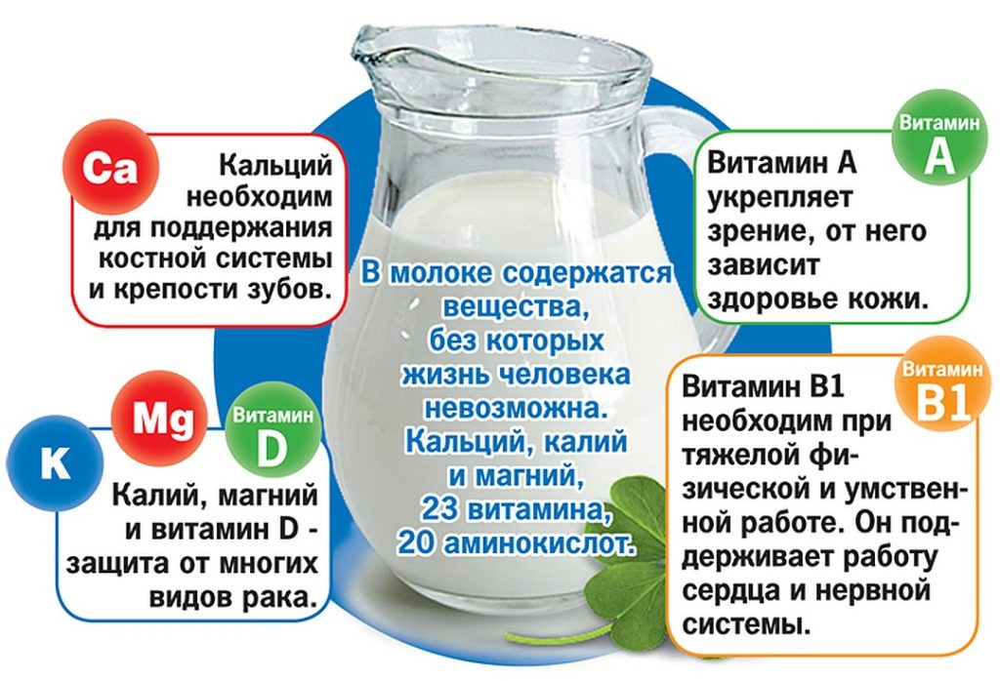 Ca
Кальций
необходим
для поддержания
костной системы
и крепости зубов.
Витамин
A
Витамин А
укрепляет
зрение, от него
зависит
здоровье кожи.
В молоке содержатся
вещества,
без которых
жизнь человека
невозможна.
Кальций, калий
и магний,
23 витамина,
20 аминокислот.
K
Mg
Витамин
D
Калий, магний
и витамин D -
защита от многих
видов рака.
Витамин
B1
Витамин B1
необходим при
тяжелой фи-
зической и умствен-
ной работе. Он под-
держивает работу
сердца и нервной
системы.